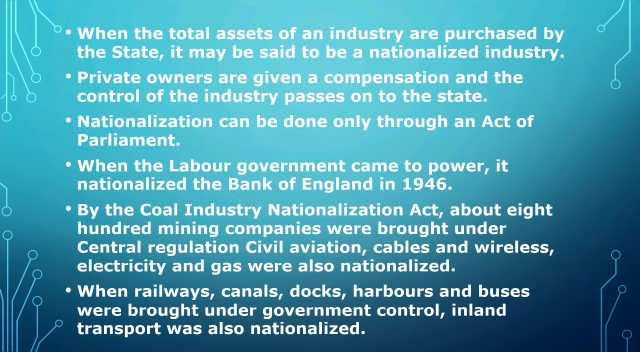 • When the total assets of an industry are purchased by
the State, it may be said to be a nationalized industry.
• Private owners are given a compensation and the
control of the industry passes on to the state.
• Nationalization can be done only through an Act of
Parliament.
• When the Labour government came to power, it
nationalized the Bank of England in 1946.
• By the Coal Industry Nationalization Act, about eight
hundred mining companies were brought under
Central regulation Civil aviation, cables and wireless,
electricity and gas were also nationalized.
• When railways, canals, docks, harbours and buses
were brought under government control, inland
transport was also nationalized.